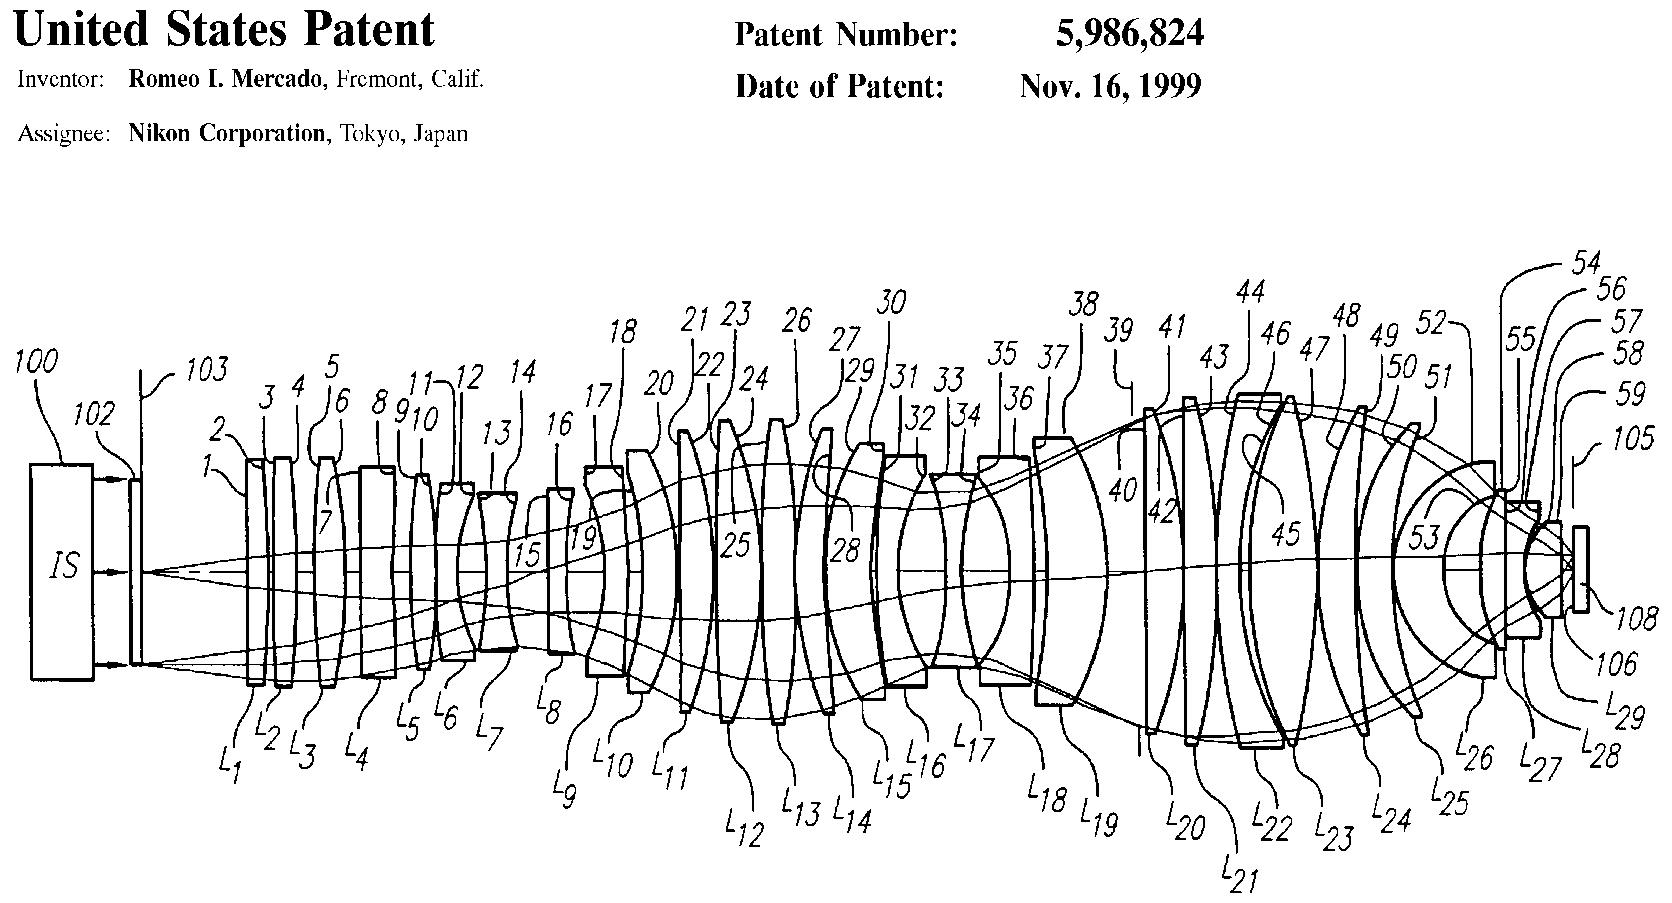 United States Patent
Patent Number: 5,986,824
Inventor: Romeo I. Mercado, Fremont, Calif.
Date of Patent: Nov. 16, 1999
Assignee: Nikon Corporation, Tokyo, Japan
54
56
44
38
30
57
21 23 26
41
46 48 49 52
18
39
55
27
43
47
58
100
103
5
11 12 14
20
22 24
29 31 33 35 37
50 51
4
6
8
17
36
59
3
9
10
16
32 34
102
2
13
105
1
40
42
7
15
19
25
28
45
53
IS
108
106
L1
L2
L3
L4
L5
L6
L7
L8
L9
L10
L11
L12
L13
L14
L15
L16
L17
L18
L19
L20
L21
L22
L23
L24
L25
L26
L27
L28
L29